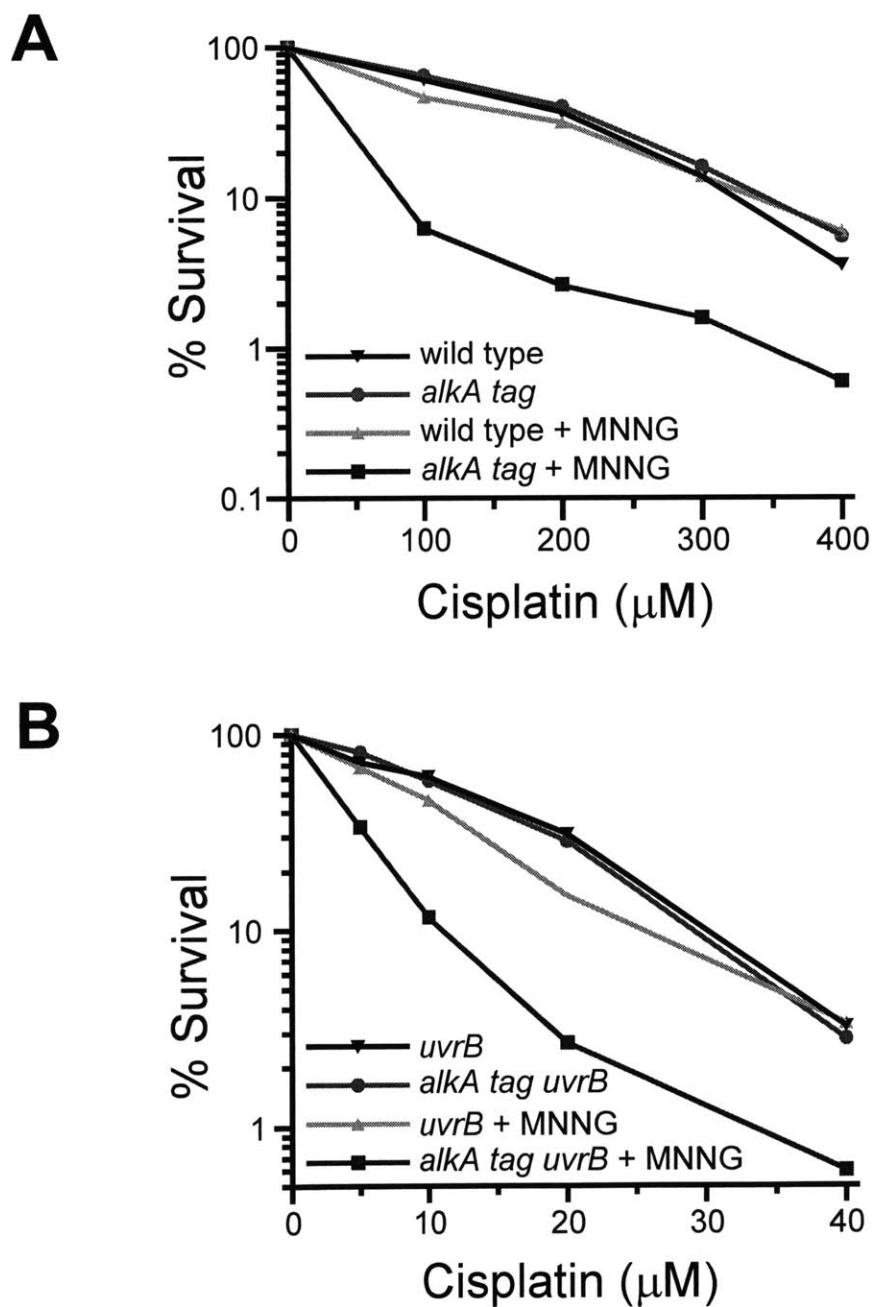 A
100
10
1
0.1
% Survival
wild type
alkA tag
wild type + MNNG
alkA tag + MNNG
0 100 200 300 400
Cisplatin (μM)
B
100
10
1
% Survival
uvrB
alkA tag uvrB
uvrB + MNNG
alkA tag uvrB + MNNG
0 10 20 30 40
Cisplatin (μM)